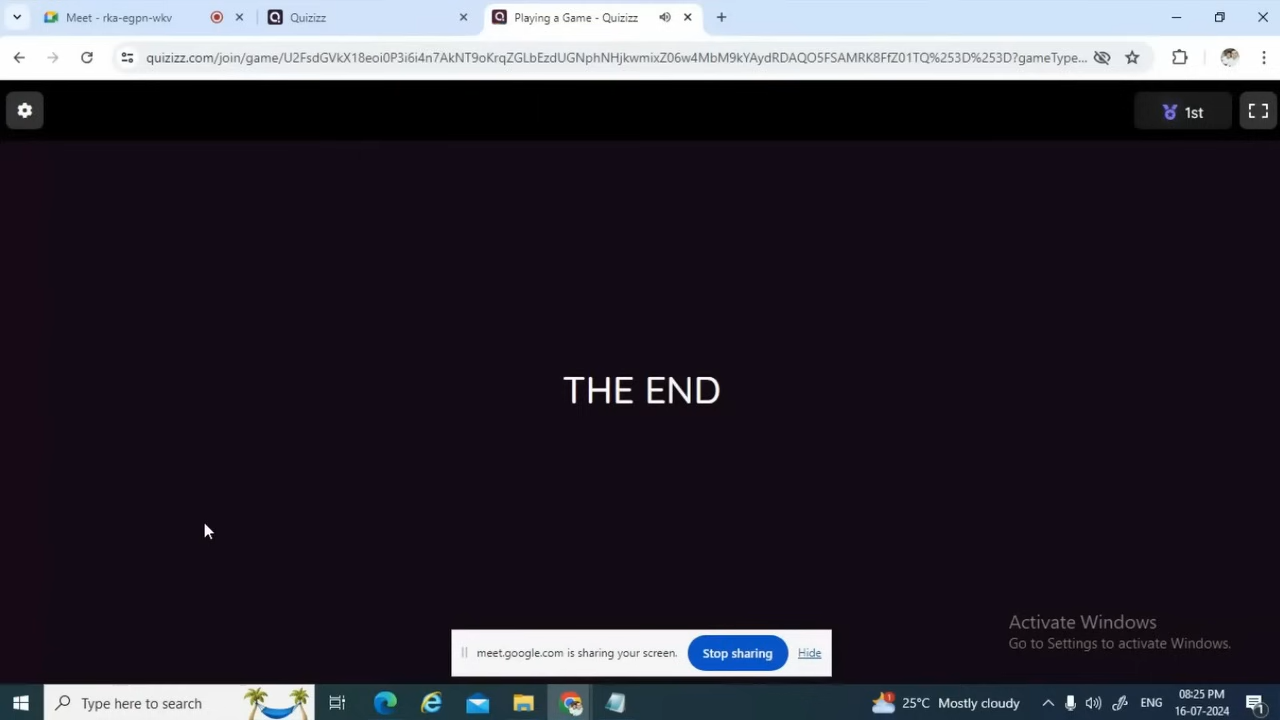 Meet - rka-egpn-wkv
Quizizz
Playing a Game - Quizizz
quizizz.com/join/game/U2FsdGVkX18eoi0P3i6i4n7AkNT9oKrqZGLbEzdUGNphNHjkwmixZ06w4MbM9kYAydRDAQO5FSAMRK8FfZ01TQ%253D%253D?gameType...
1st
THE END
Activate Windows
Go to Settings to activate Windows.
meet.google.com is sharing your screen.
Stop sharing
Hide
Type here to search
25°C Mostly cloudy
ENG
08:25 PM
16-07-2024
1